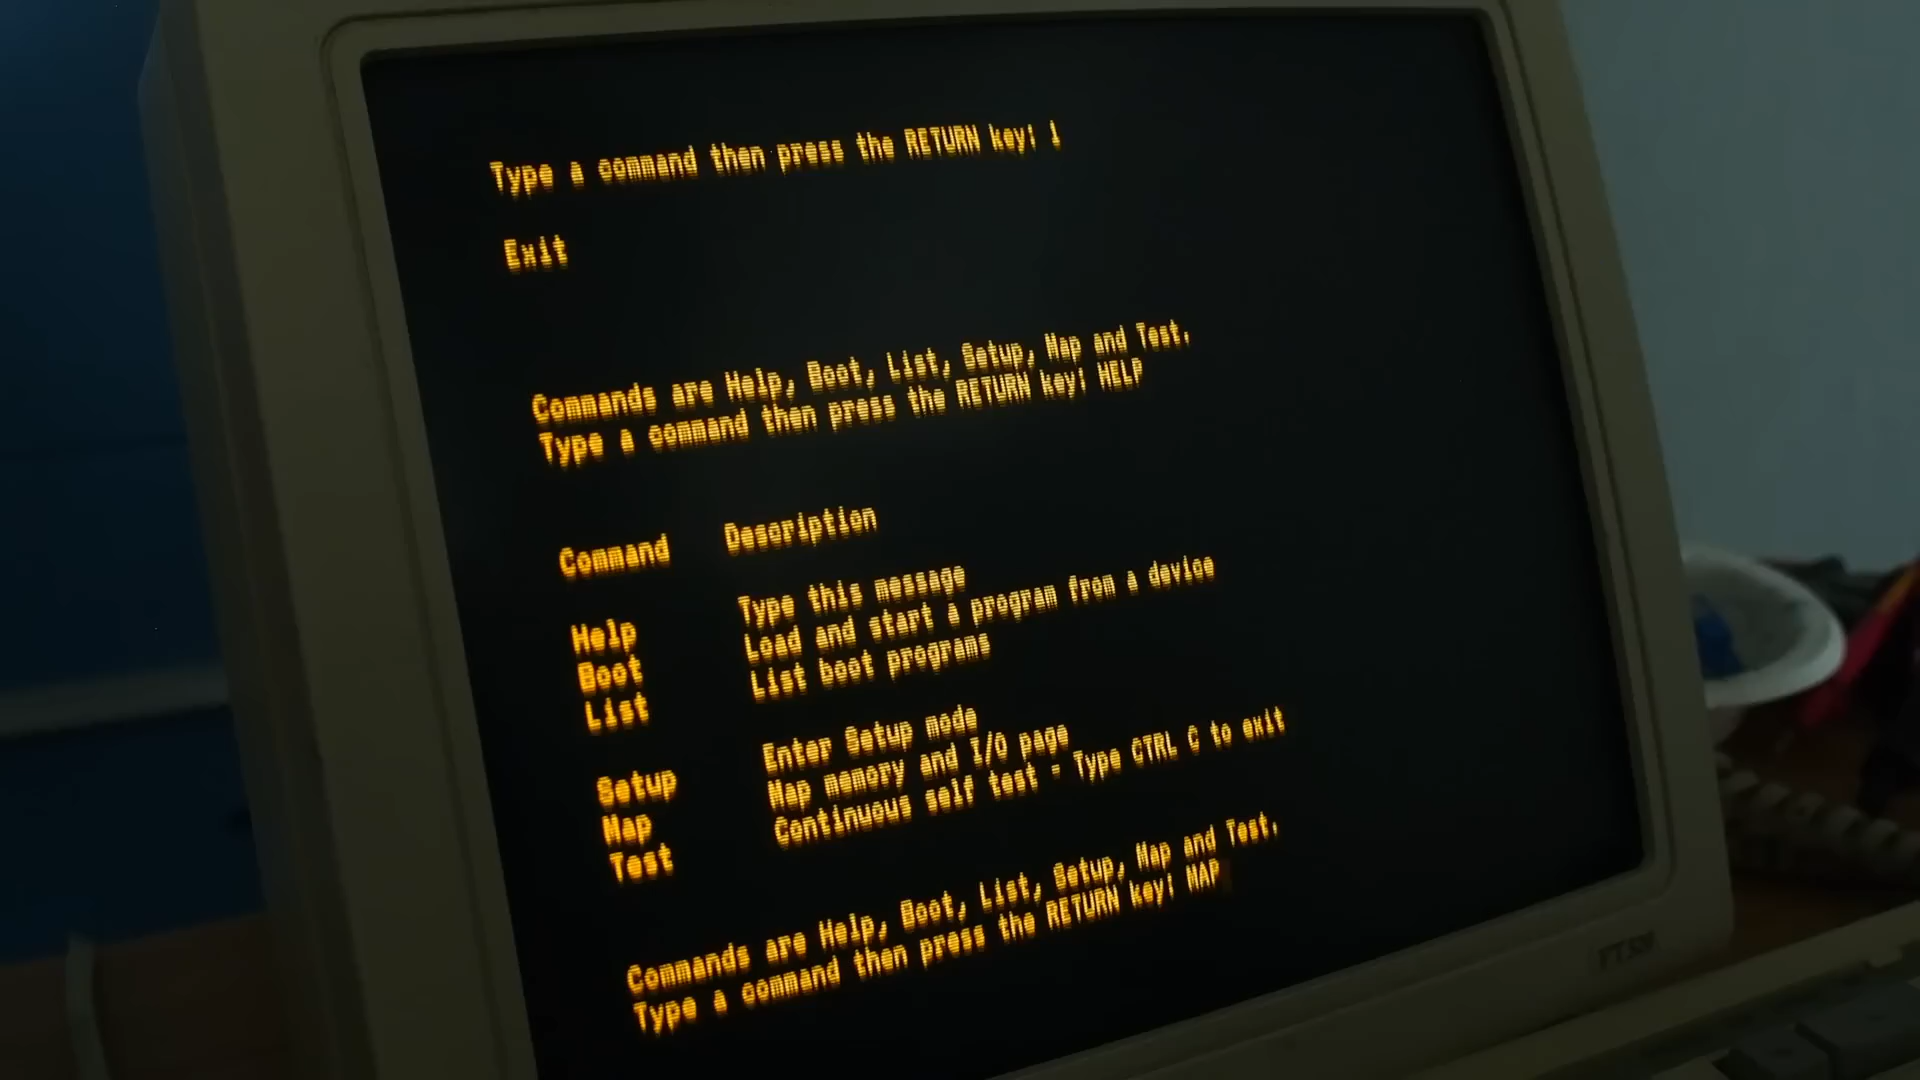 Type a command then press the RETURN key: 1
Exit
Commands are Help, Boot, List, Setup, Map and Test.
Type a command then press the RETURN key: HELP
Command Description
Help Type this message
Boot Load and start a program from a device
List List boot programs
Setup Enter Setup mode
Map Map memory and I/O page
Test Continuous self test - Type CTRL C to exit
Commands are Help, Boot, List, Setup, Map and Test.
Type a command then press the RETURN key: MAP